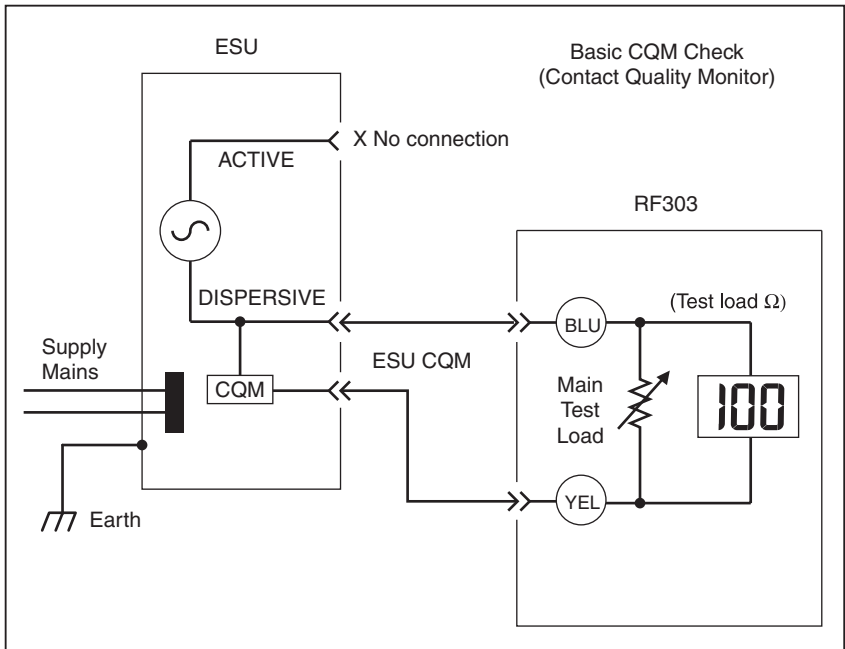 ESU
Basic CQM Check
(Contact Quality Monitor)
X No connection
ACTIVE
RF303
DISPERSIVE
(Test load Ω)
BLU
Supply
Mains
ESU CQM
CQM
Main
Test
Load
100
YEL
Earth